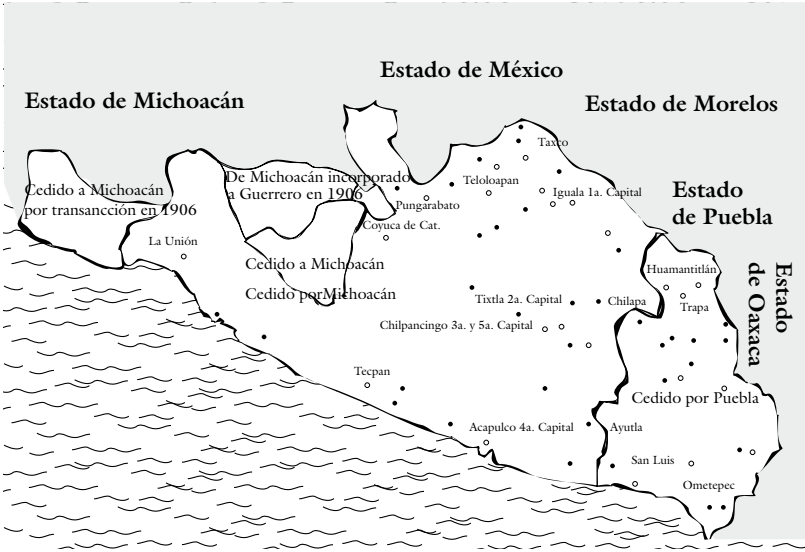 Estado de México
Estado de Michoacán
Estado de Morelos
Taxco
De Michoacán incorporado
a Guerrero en 1906
Teloloapan
Cedido a Michoacán
por transancción en 1906
Iguala 1a. Capital
Estado
de Puebla
Pungarabato
Coyuca de Cat.
La Unión
Cedido a Michoacán
Huamantitlán
Estado
de Oaxaca
Cedido porMichoacán
Tixtla 2a. Capital
Chilapa
Trapa
Chilpancingo 3a. y 5a. Capital
Tecpan
Cedido por Puebla
Acapulco 4a. Capital
Ayutla
San Luis
Ometepec